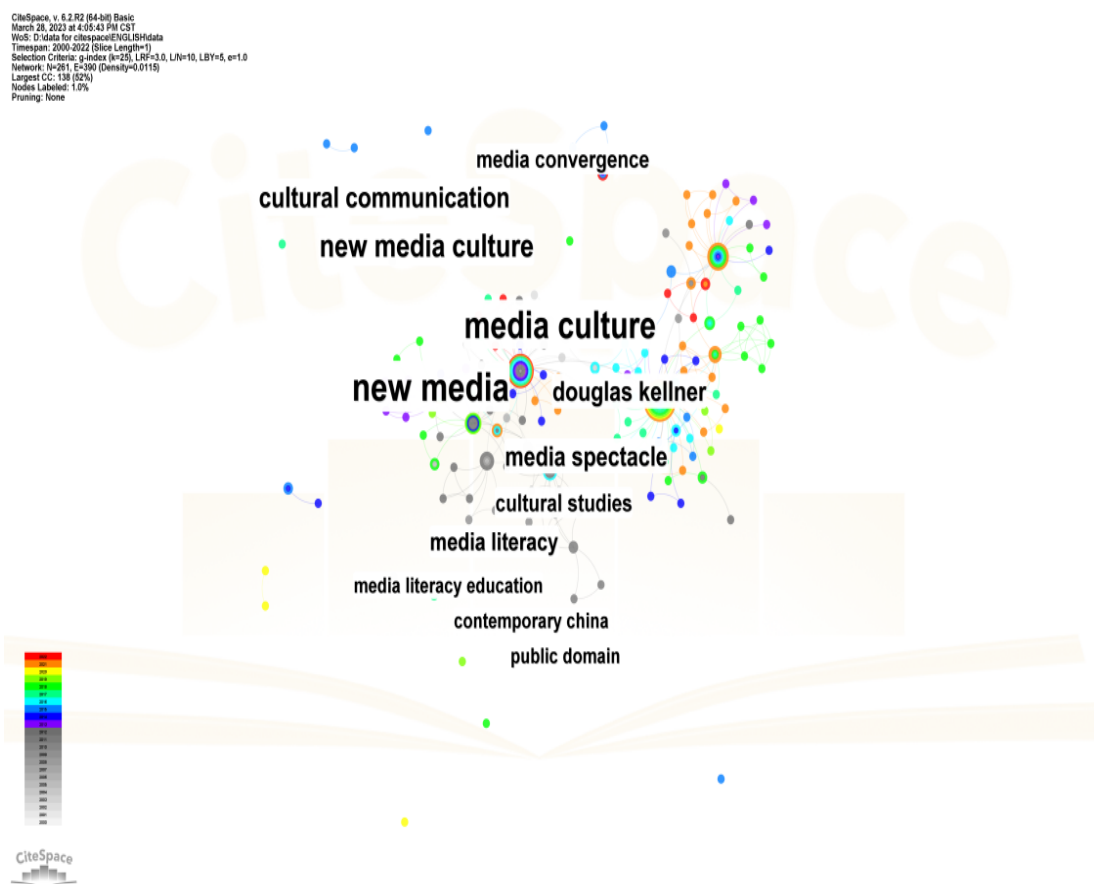 CiteSpace, v. 6.2.R2 (64-bit) Basic
March 28, 2023 at 4:05:43 PM CST
WoS: D:\data for citespace\ENGLISH\data
Timespan: 2000-2022 (Slice Length=1)
Selection Criteria: g-index (k=25), LRF=3.0, L/N=10, LBY=5, e=1.0
Network: N=261, E=390 (Density=0.0115)
Largest CC: 138 (52%)
Nodes Labeled: 1.0%
Pruning: None
CiteSpace
media convergence
cultural communication
new media culture
media culture
new media
douglas kellner
media spectacle
cultural studies
media literacy
media literacy education
contemporary china
public domain
CiteSpace